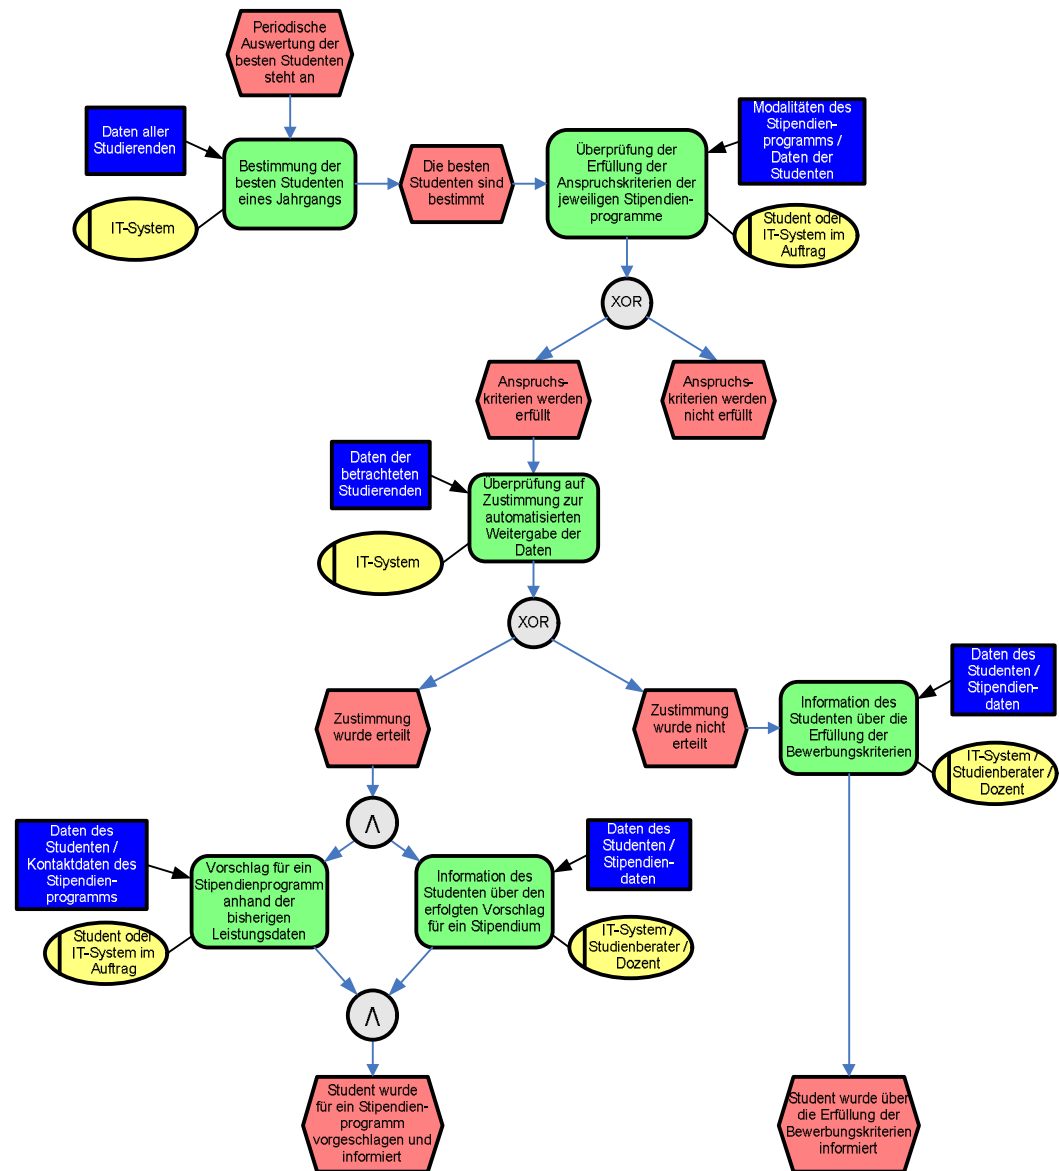 Periodische
Auswertung der
besten Studenten
steht an
Daten aller
Studierenden
Bestimmung der
besten Studenten
eines Jahrgangs
IT-System
Die besten
Studenten sind
bestimmt
Überprüfung der
Erfüllung der
Anspruchskriterien der
jeweiligen Stipendien-
programme
Modalitäten des
Stipendien-
programms /
Daten der
Studenten
Student oder
IT-System im
Auftrag
XOR
Anspruchs-
kriterien werden
erfüllt
Anspruchs-
kriterien werden
nicht erfüllt
Daten der
betrachteten
Studierenden
Überprüfung auf
Zustimmung zur
automatisierten
Weitergabe der
Daten
IT-System
XOR
Zustimmung
wurde erteilt
Zustimmung
wurde nicht
erteilt
Information des
Studenten über die
Erfüllung der
Bewerbungskriterien
Daten des
Studenten /
Stipendien-
daten
IT-System /
Studienberater /
Dozent
⋀
Daten des
Studenten /
Kontaktdaten des
Stipendien-
programms
Vorschlag für ein
Stipendienprogramm
anhand der
bisherigen
Leistungsdaten
Student oder
IT-System im
Auftrag
Information des
Studenten über den
erfolgten Vorschlag
für ein Stipendium
Daten des
Studenten /
Stipendien-
daten
IT-System /
Studienberater /
Dozent
⋀
Student wurde
für ein Stipendien-
programm
vorgeschlagen und
informiert
Student wurde über
die Erfüllung der
Bewerbungskriterien
informiert